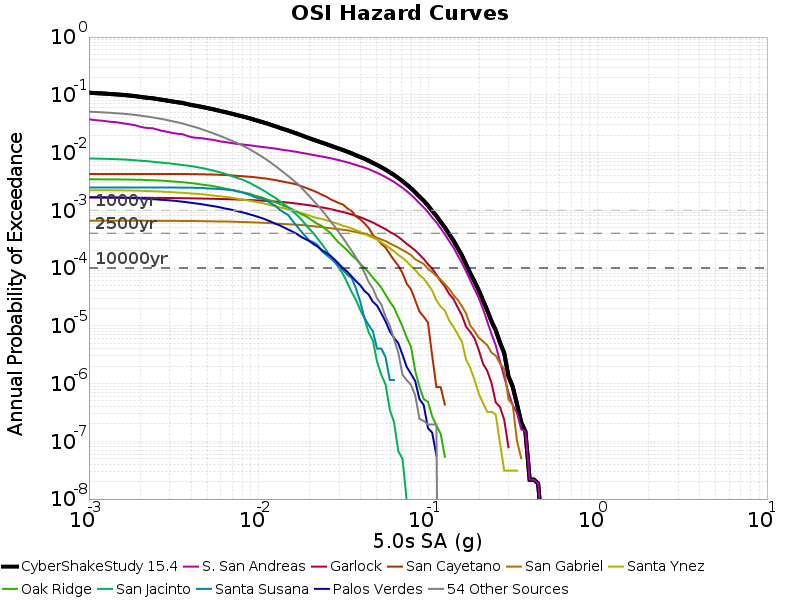 OSI Hazard Curves
Annual Probability of Exceedance
10^0
10^-1
10^-2
10^-3
10^-4
10^-5
10^-6
10^-7
10^-8
1000yr
2500yr
10000yr
10^-3 10^-2 10^-1 10^0 10^1
5.0s SA (g)
CyberShakeStudy 15.4 S. San Andreas Garlock San Cayetano San Gabriel Santa Ynez
Oak Ridge San Jacinto Santa Susana Palos Verdes 54 Other Sources